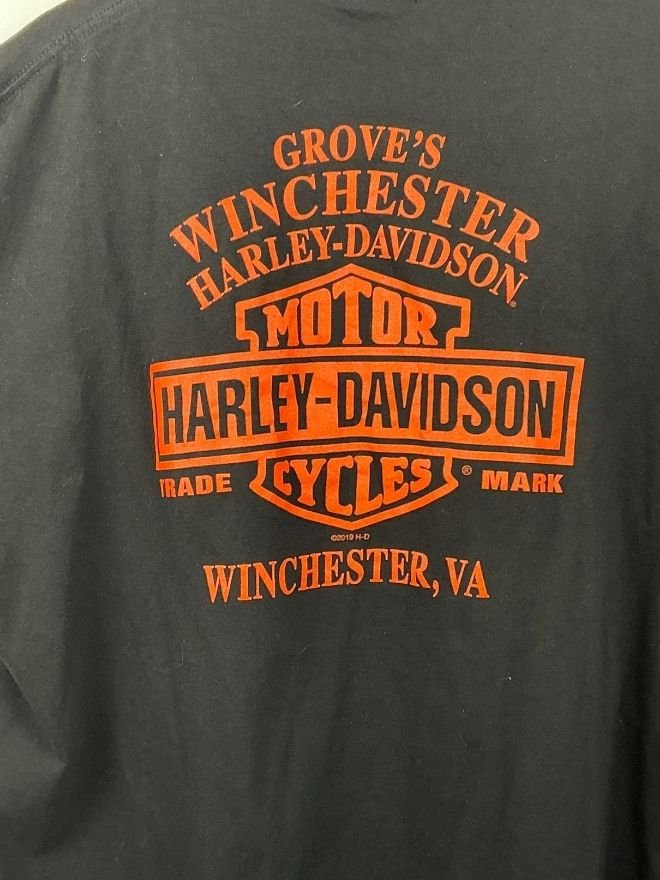 GROVE'S
WINCHESTER
HARLEY-DAVIDSON®
MOTOR
HARLEY-DAVIDSON
CYCLES
TRADE ® MARK
©2019 H-D
WINCHESTER, VA